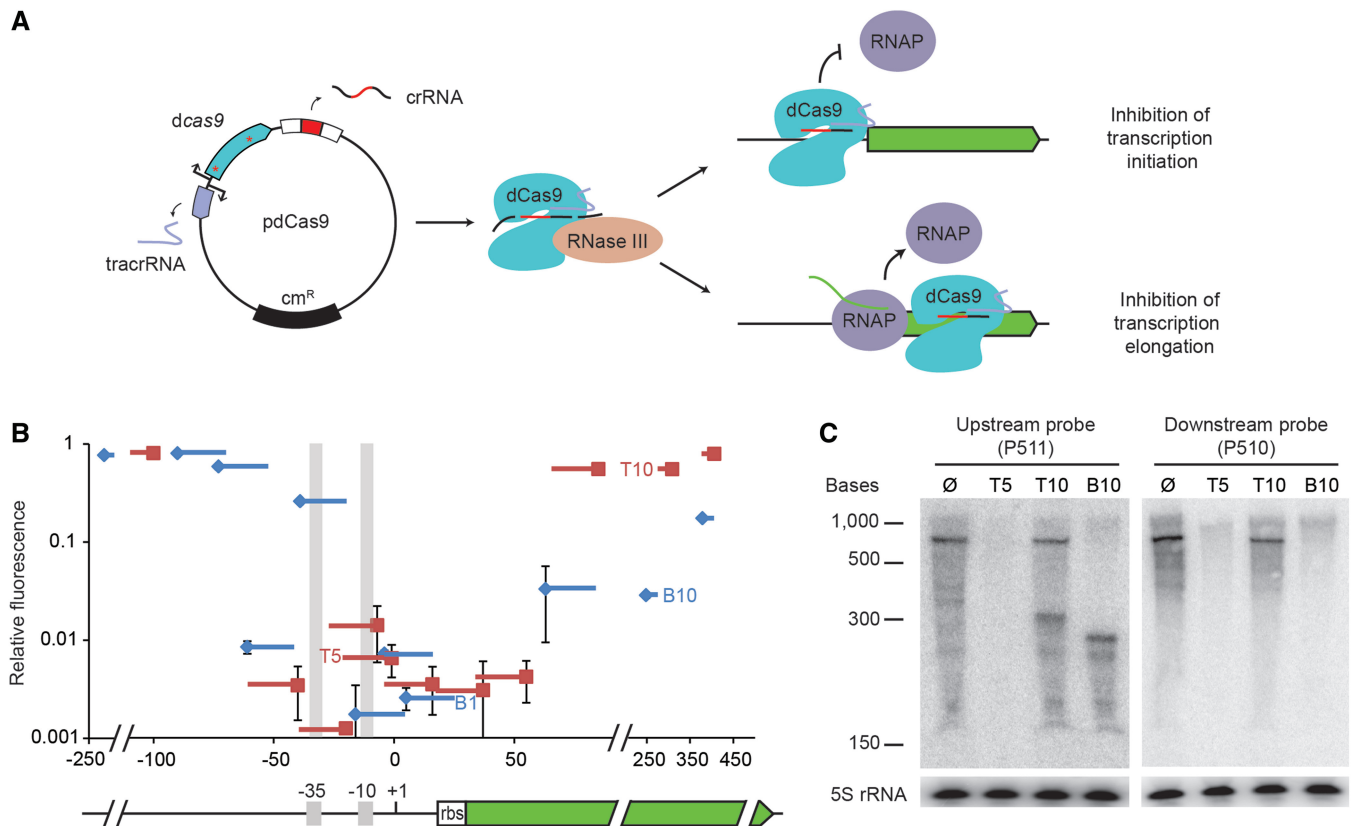 A
dcas9
crRNA
pdCas9
tracrRNA
cmR
dCas9
RNase III
RNAP
dCas9
Inhibition of
transcription
initiation
RNAP
dCas9
RNAP
Inhibition of
transcription
elongation
B
Relative fluorescence
1
0.1
0.01
0.001
T10
B10
T5
B1
-250
-100
-50
0
50
250
350
450
-35
-10
+1
rbs
C
Upstream probe
(P511)
Downstream probe
(P510)
Bases
Ø T5 T10 B10
Ø T5 T10 B10
1,000
500
300
150
5S rRNA